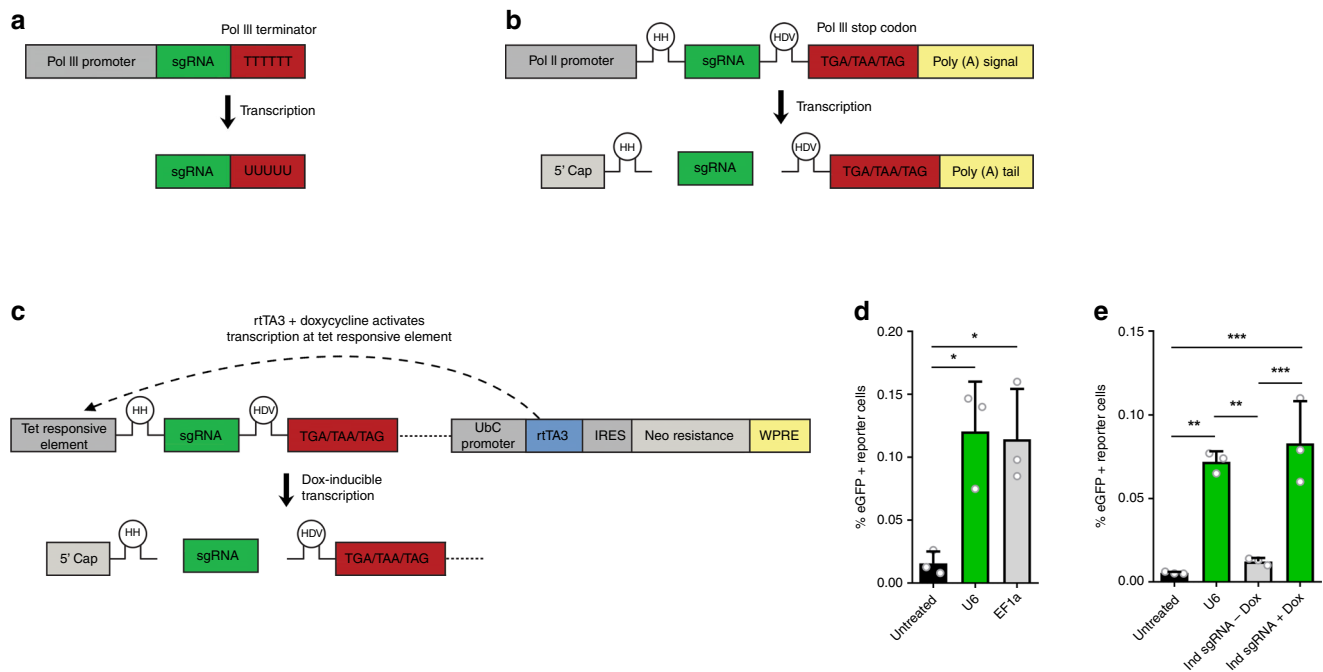 a
Pol III terminator
Pol III promoter
sgRNA
TTTTTT
Transcription
sgRNA
UUUUU
b
HH
HDV
Pol III stop codon
Pol II promoter
sgRNA
TGA/TAA/TAG
Poly (A) signal
Transcription
HH
HDV
5' Cap
sgRNA
TGA/TAA/TAG
Poly (A) tail
c
rtTA3 + doxycycline activates
transcription at tet responsive element
HH
HDV
Tet responsive
element
sgRNA
TGA/TAA/TAG
UbC
promoter
rtTA3
IRES
Neo resistance
WPRE
Dox-inducible
transcription
HH
HDV
5' Cap
sgRNA
TGA/TAA/TAG
d
% eGFP + reporter cells
0.20
0.15
0.10
0.05
0.00
*
*
Untreated
U6
EF1a
e
% eGFP + reporter cells
0.15
0.10
0.05
0.00
***
***
**
**
Untreated
U6
Ind sgRNA – Dox
Ind sgRNA + Dox